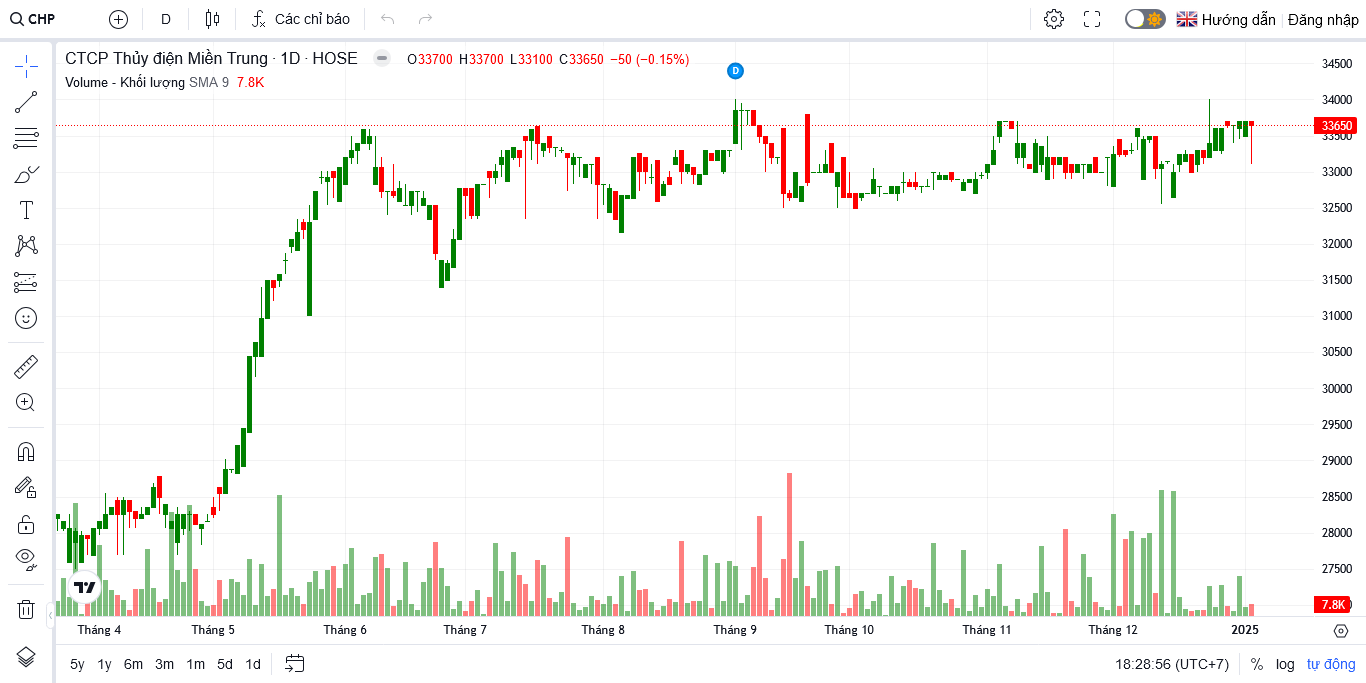 CHP D Các chỉ báo Hướng dẫn Đăng nhập
CTCP Thủy điện Miền Trung · 1D · HOSE O33700 H33700 L33100 C33650 −50 (−0.15%)
Volume - Khối lượng SMA 9 7.8K
D
34500
34000
33650
33500
33000
32500
32000
31500
31000
30500
30000
29500
29000
28500
28000
27500
7.8K
Tháng 4 Tháng 5 Tháng 6 Tháng 7 Tháng 8 Tháng 9 Tháng 10 Tháng 11 Tháng 12 2025
5y 1y 6m 3m 1m 5d 1d 18:28:56 (UTC+7) % log tự động